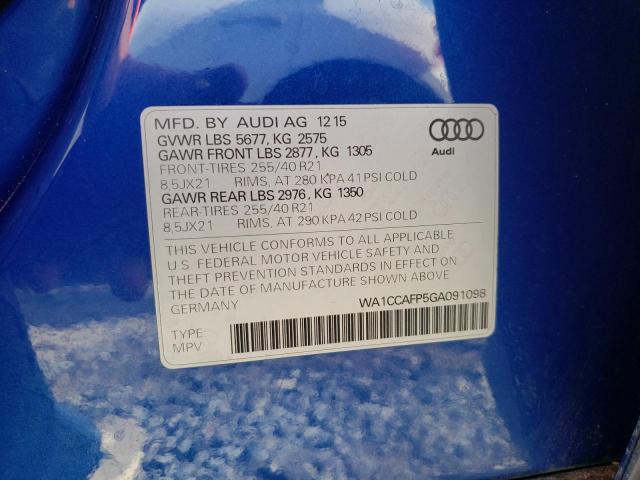 MFD. BY AUDI AG 12 15
GVWR LBS 5677, KG 2575
GAWR FRONT LBS 2877, KG 1305
FRONT-TIRES 255/40 R21
8,5JX21 RIMS, AT 280 KPA 41 PSI COLD
GAWR REAR LBS 2976, KG 1350
REAR-TIRES 255/40 R21
8,5JX21 RIMS, AT 290 KPA 42 PSI COLD
Audi
THIS VEHICLE CONFORMS TO ALL APPLICABLE
U.S. FEDERAL MOTOR VEHICLE SAFETY AND
THEFT PREVENTION STANDARDS IN EFFECT ON
THE DATE OF MANUFACTURE SHOWN ABOVE
GERMANY
WA1CCAFP5GA091098
TYPE:
MPV